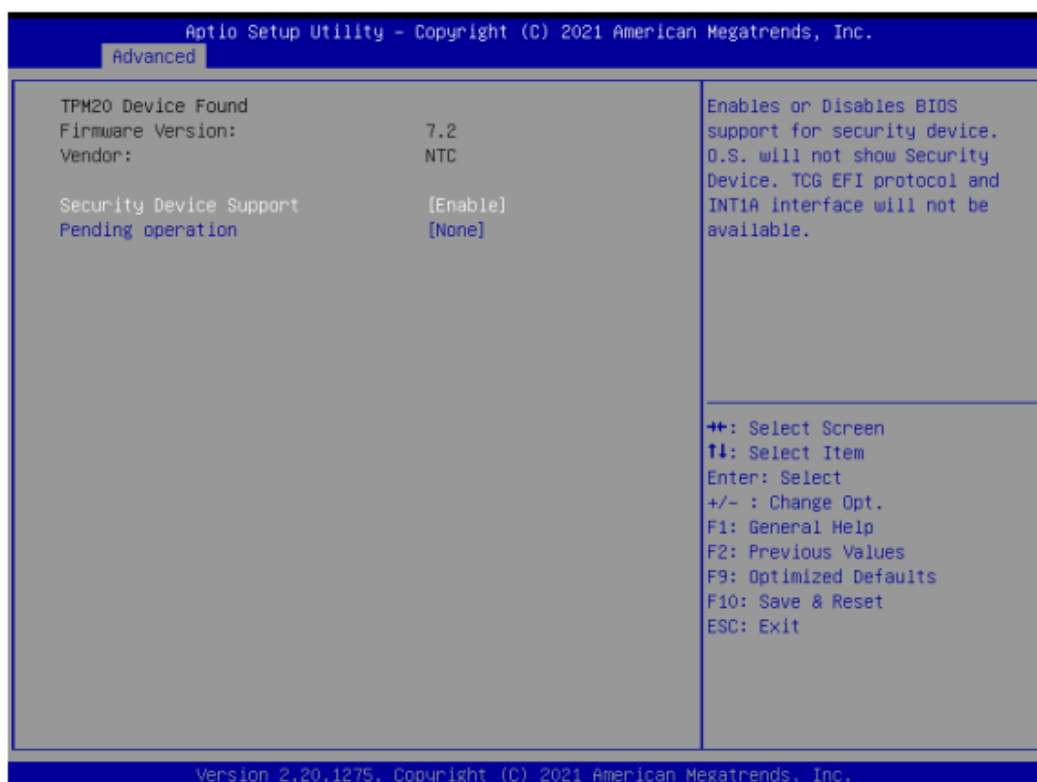 Aptio Setup Utility - Copyright (C) 2021 American Megatrends, Inc.
Advanced
TPM20 Device Found
Firmware Version: 7.2
Vendor: NTC
Security Device Support [Enable]
Pending operation [None]
Enables or Disables BIOS
support for security device.
O.S. will not show Security
Device. TCG EFI protocol and
INT1A interface will not be
available.
→←: Select Screen
↑↓: Select Item
Enter: Select
+/- : Change Opt.
F1: General Help
F2: Previous Values
F9: Optimized Defaults
F10: Save & Reset
ESC: Exit
Version 2.20.1275. Copyright (C) 2021 American Megatrends, Inc.